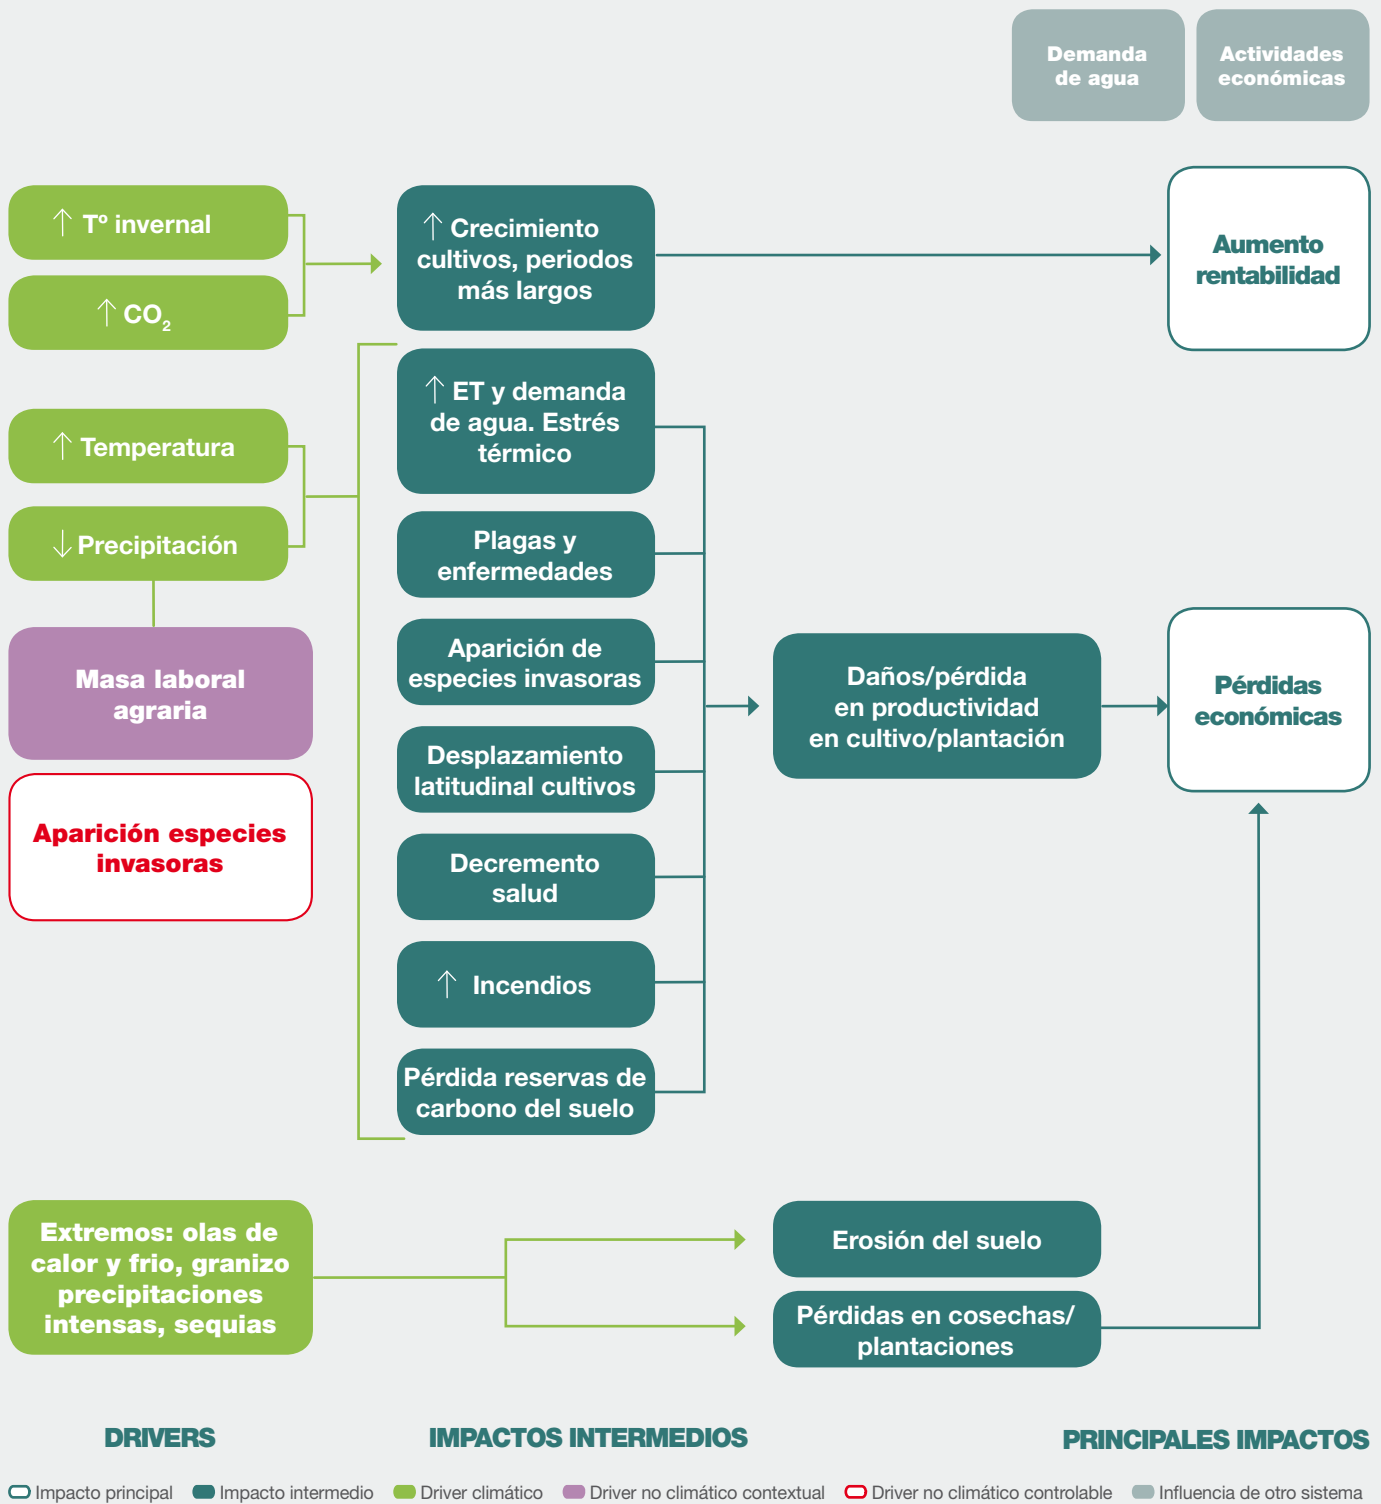 Demanda
de agua
Actividades
económicas
↑ Tº invernal
↑ CO₂
↑ Crecimiento
cultivos, periodos
más largos
Aumento
rentabilidad
↑ Temperatura
↓ Precipitación
↑ ET y demanda
de agua. Estrés
térmico
Plagas y
enfermedades
Masa laboral
agraria
Aparición de
especies invasoras
Daños/pérdida
en productividad
en cultivo/plantación
Pérdidas
económicas
Desplazamiento
latitudinal cultivos
Aparición especies
invasoras
Decremento
salud
↑ Incendios
Pérdida reservas de
carbono del suelo
Extremos: olas de
calor y frio, granizo
precipitaciones
intensas, sequias
Erosión del suelo
Pérdidas en cosechas/
plantaciones
DRIVERS
IMPACTOS INTERMEDIOS
PRINCIPALES IMPACTOS
Impacto principal
Impacto intermedio
Driver climático
Driver no climático contextual
Driver no climático controlable
Influencia de otro sistema